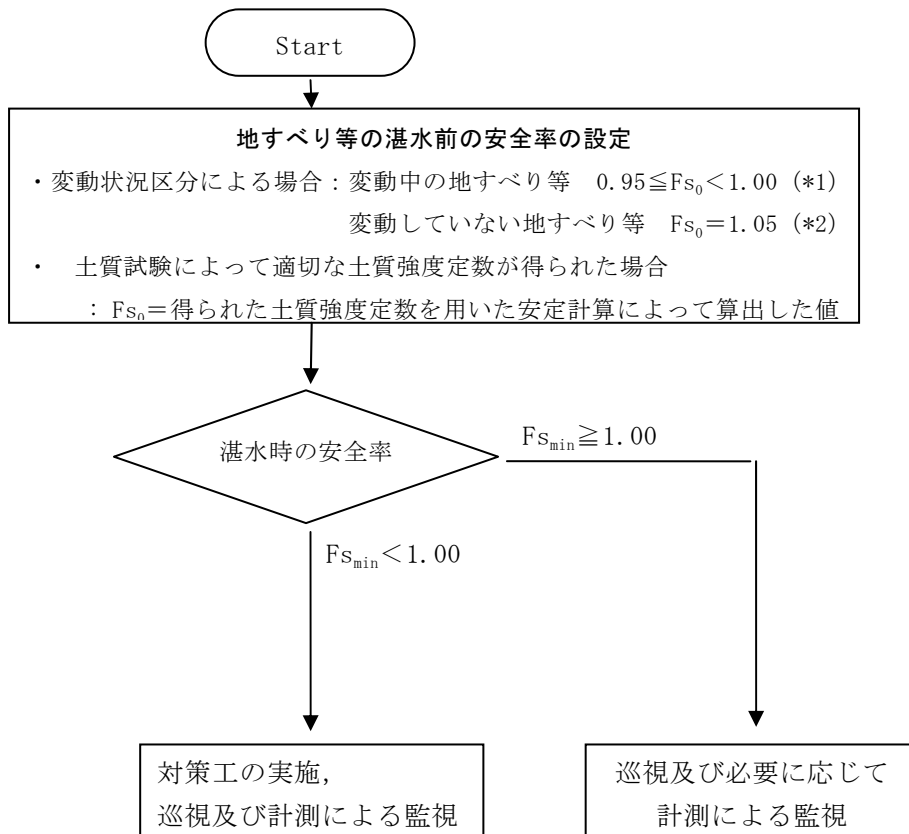 Start
地すべり等の湛水前の安全率の設定
・変動状況区分による場合：変動中の地すべり等　0.95≦Fs₀＜1.00 (*1)
変動していない地すべり等　Fs₀＝1.05 (*2)
・　土質試験によって適切な土質強度定数が得られた場合
：Fs₀＝得られた土質強度定数を用いた安定計算によって算出した値
湛水時の安全率
Fsmin≧1.00
Fsmin＜1.00
対策工の実施，
巡視及び計測による監視
巡視及び必要に応じて
計測による監視